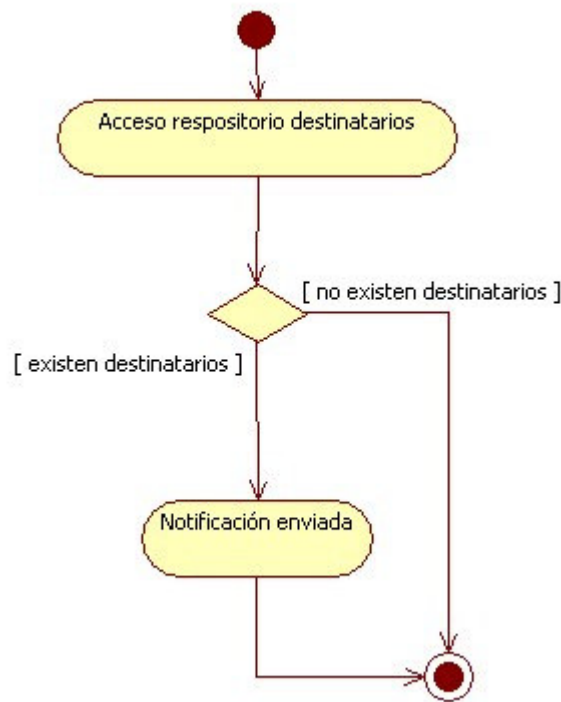 Acceso respositorio destinatarios
[ no existen destinatarios ]
[ existen destinatarios ]
Notificación enviada